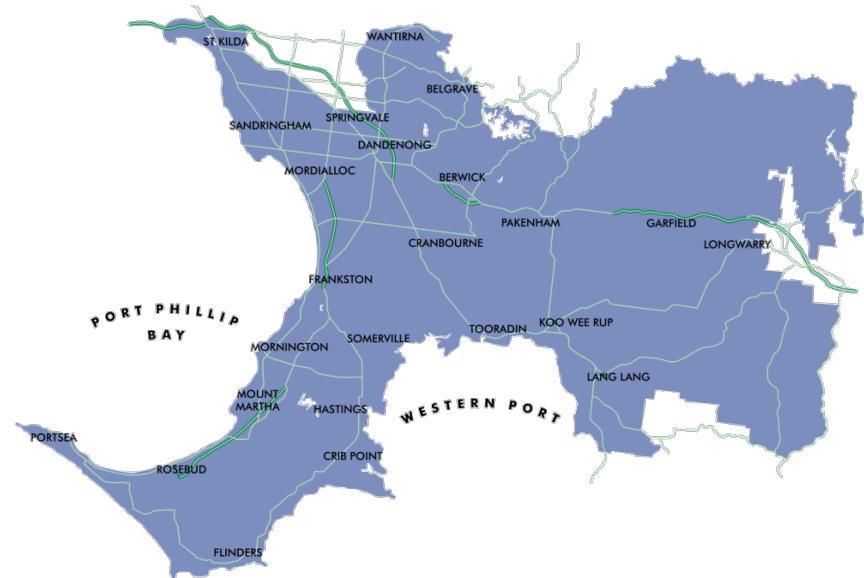 ST KILDA
WANTIRNA
BELGRAVE
SPRINGVALE
SANDRINGHAM
DANDENONG
MORDIALLOC
BERWICK
PAKENHAM
GARFIELD
CRANBOURNE
LONGWARRY
FRANKSTON
PORT PHILLIP
BAY
TOORADIN
KOO WEE RUP
SOMERVILLE
MORNINGTON
LANG LANG
MOUNT
MARTHA
HASTINGS
WESTERN PORT
PORTSEA
CRIB POINT
ROSEBUD
FLINDERS